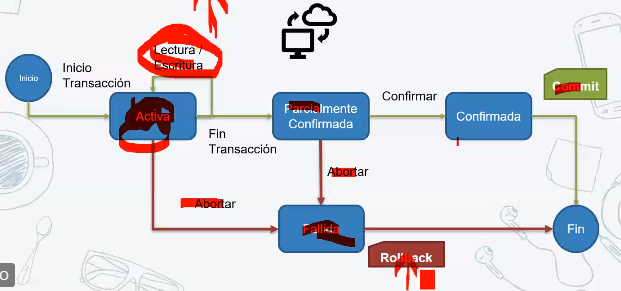 Lectura /
Escritura
Inicio
Inicio
Transacción
Activa
Fin
Transacción
Parcialmente
Confirmada
Confirmar
Confirmada
Commit
Abortar
Abortar
Fallida
Rollback
Fin
O